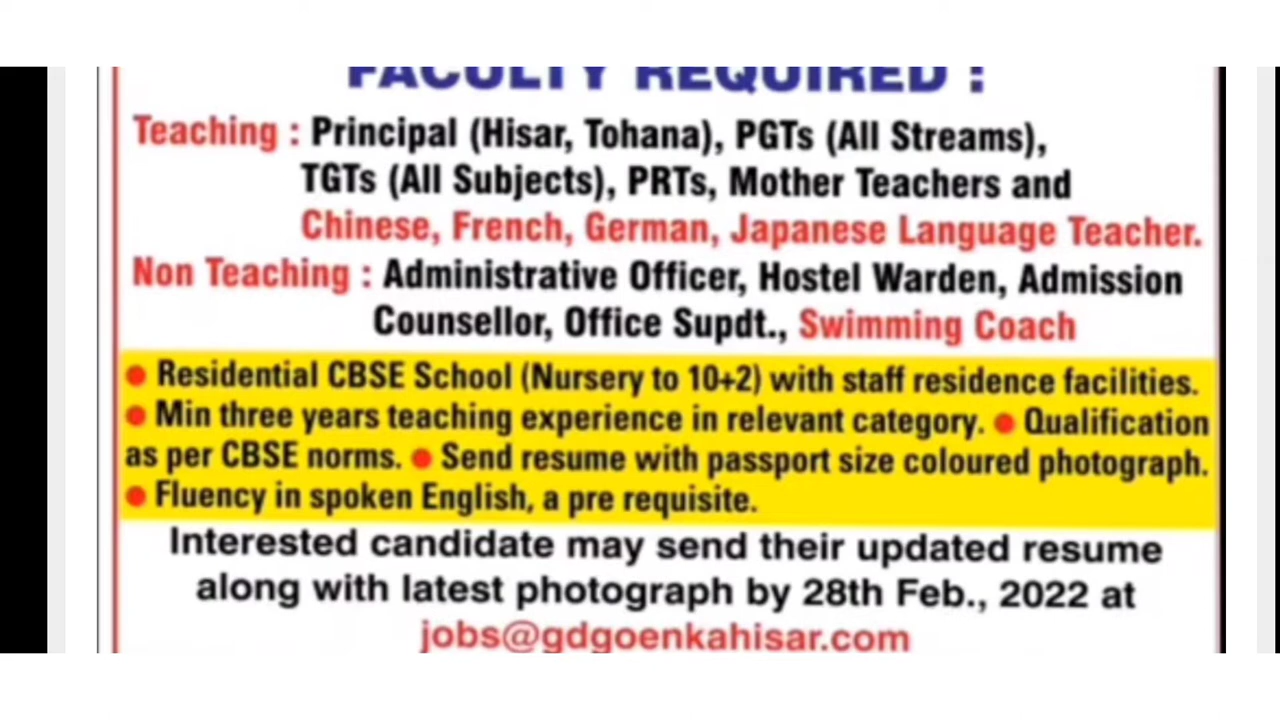 FACULTY REQUIRED :
Teaching : Principal (Hisar, Tohana), PGTs (All Streams),
TGTs (All Subjects), PRTs, Mother Teachers and
Chinese, French, German, Japanese Language Teacher.
Non Teaching : Administrative Officer, Hostel Warden, Admission
Counsellor, Office Supdt., Swimming Coach
● Residential CBSE School (Nursery to 10+2) with staff residence facilities.
● Min three years teaching experience in relevant category. ● Qualification
as per CBSE norms. ● Send resume with passport size coloured photograph.
● Fluency in spoken English, a pre requisite.
Interested candidate may send their updated resume
along with latest photograph by 28th Feb., 2022 at
jobs@gdgoenkahisar.com